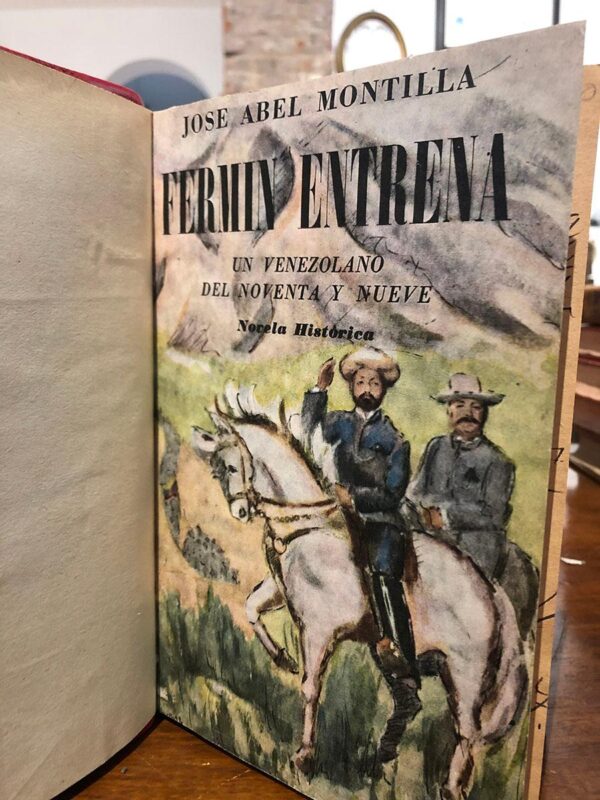 JOSE ABEL MONTILLA
FERMIN ENTRENA
UN VENEZOLANO
DEL NOVENTA Y NUEVE
Novela Histórica